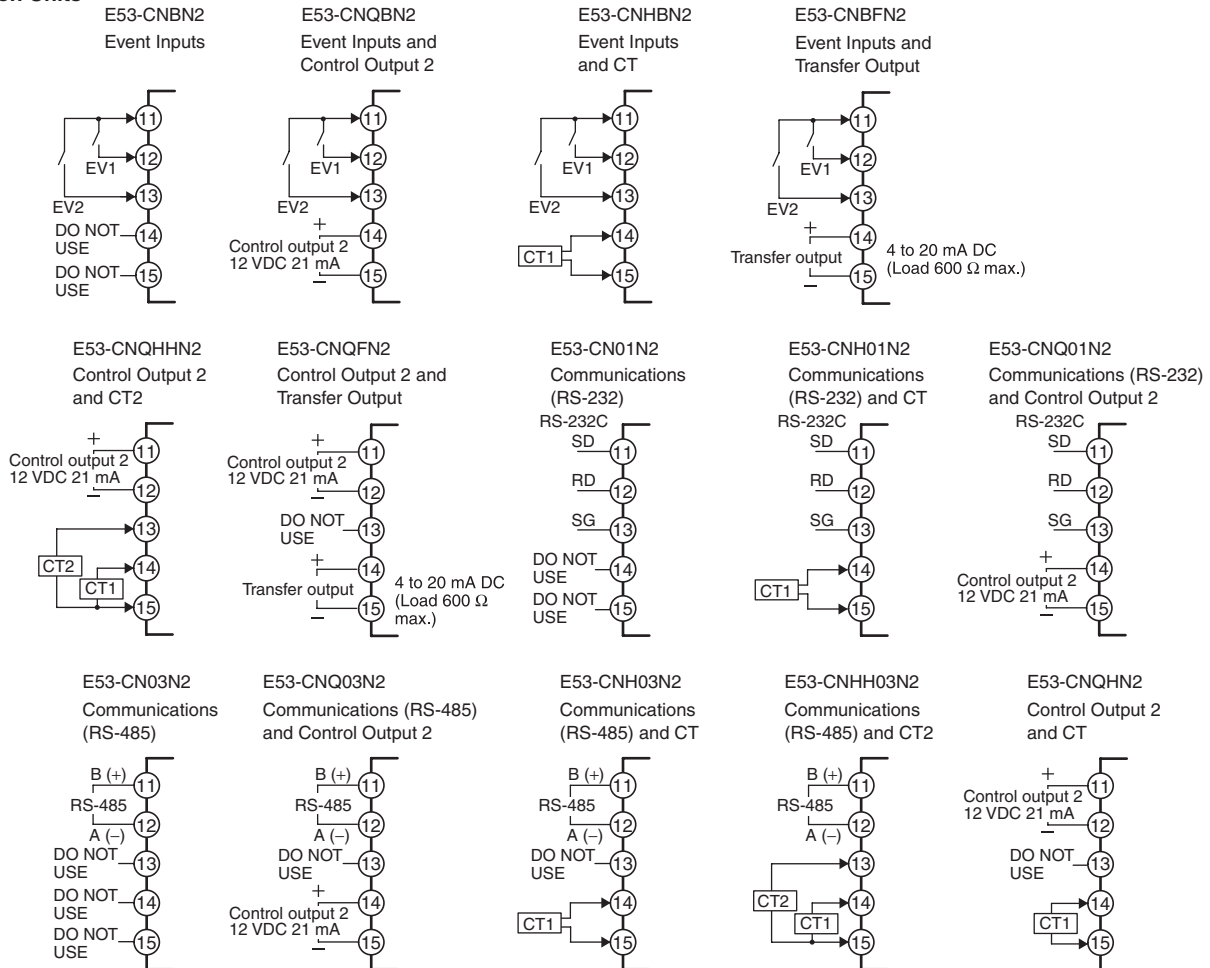 E53-CNBN2
Event Inputs
11
12
EV1
13
EV2
DO NOT
USE
14
DO NOT
USE
15
E53-CNQBN2
Event Inputs and
Control Output 2
11
12
EV1
13
EV2
+
14
Control output 2
12 VDC 21 mA
−
15
E53-CNHBN2
Event Inputs
and CT
11
12
EV1
13
EV2
14
CT1
15
E53-CNBFN2
Event Inputs and
Transfer Output
11
12
EV1
13
EV2
+
14
Transfer output
−
15
4 to 20 mA DC
(Load 600 Ω max.)
E53-CNQHHN2
Control Output 2
and CT2
+
11
Control output 2
12 VDC 21 mA
−
12
13
CT2
14
CT1
15
E53-CNQFN2
Control Output 2 and
Transfer Output
+
11
Control output 2
12 VDC 21 mA
−
12
DO NOT
USE
13
+
14
Transfer output
−
15
4 to 20 mA DC
(Load 600 Ω
max.)
E53-CN01N2
Communications
(RS-232)
RS-232C
SD
11
RD
12
SG
13
DO NOT
USE
14
DO NOT
USE
15
E53-CNH01N2
Communications
(RS-232) and CT
RS-232C
SD
11
RD
12
SG
13
14
CT1
15
E53-CNQ01N2
Communications (RS-232)
and Control Output 2
RS-232C
SD
11
RD
12
SG
13
+
14
Control output 2
12 VDC 21 mA
−
15
E53-CN03N2
Communications
(RS-485)
B (+)
11
RS-485
12
A (−)
DO NOT
USE
13
DO NOT
USE
14
DO NOT
USE
15
E53-CNQ03N2
Communications (RS-485)
and Control Output 2
B (+)
11
RS-485
12
A (−)
DO NOT
USE
13
+
14
Control output 2
12 VDC 21 mA
−
15
E53-CNH03N2
Communications
(RS-485) and CT
B (+)
11
RS-485
12
A (−)
DO NOT
USE
13
14
CT1
15
E53-CNHH03N2
Communications
(RS-485) and CT2
B (+)
11
RS-485
12
A (−)
13
CT2
14
CT1
15
E53-CNQHN2
Control Output 2
and CT
+
11
Control output 2
12 VDC 21 mA
−
12
DO NOT
USE
13
14
CT1
15